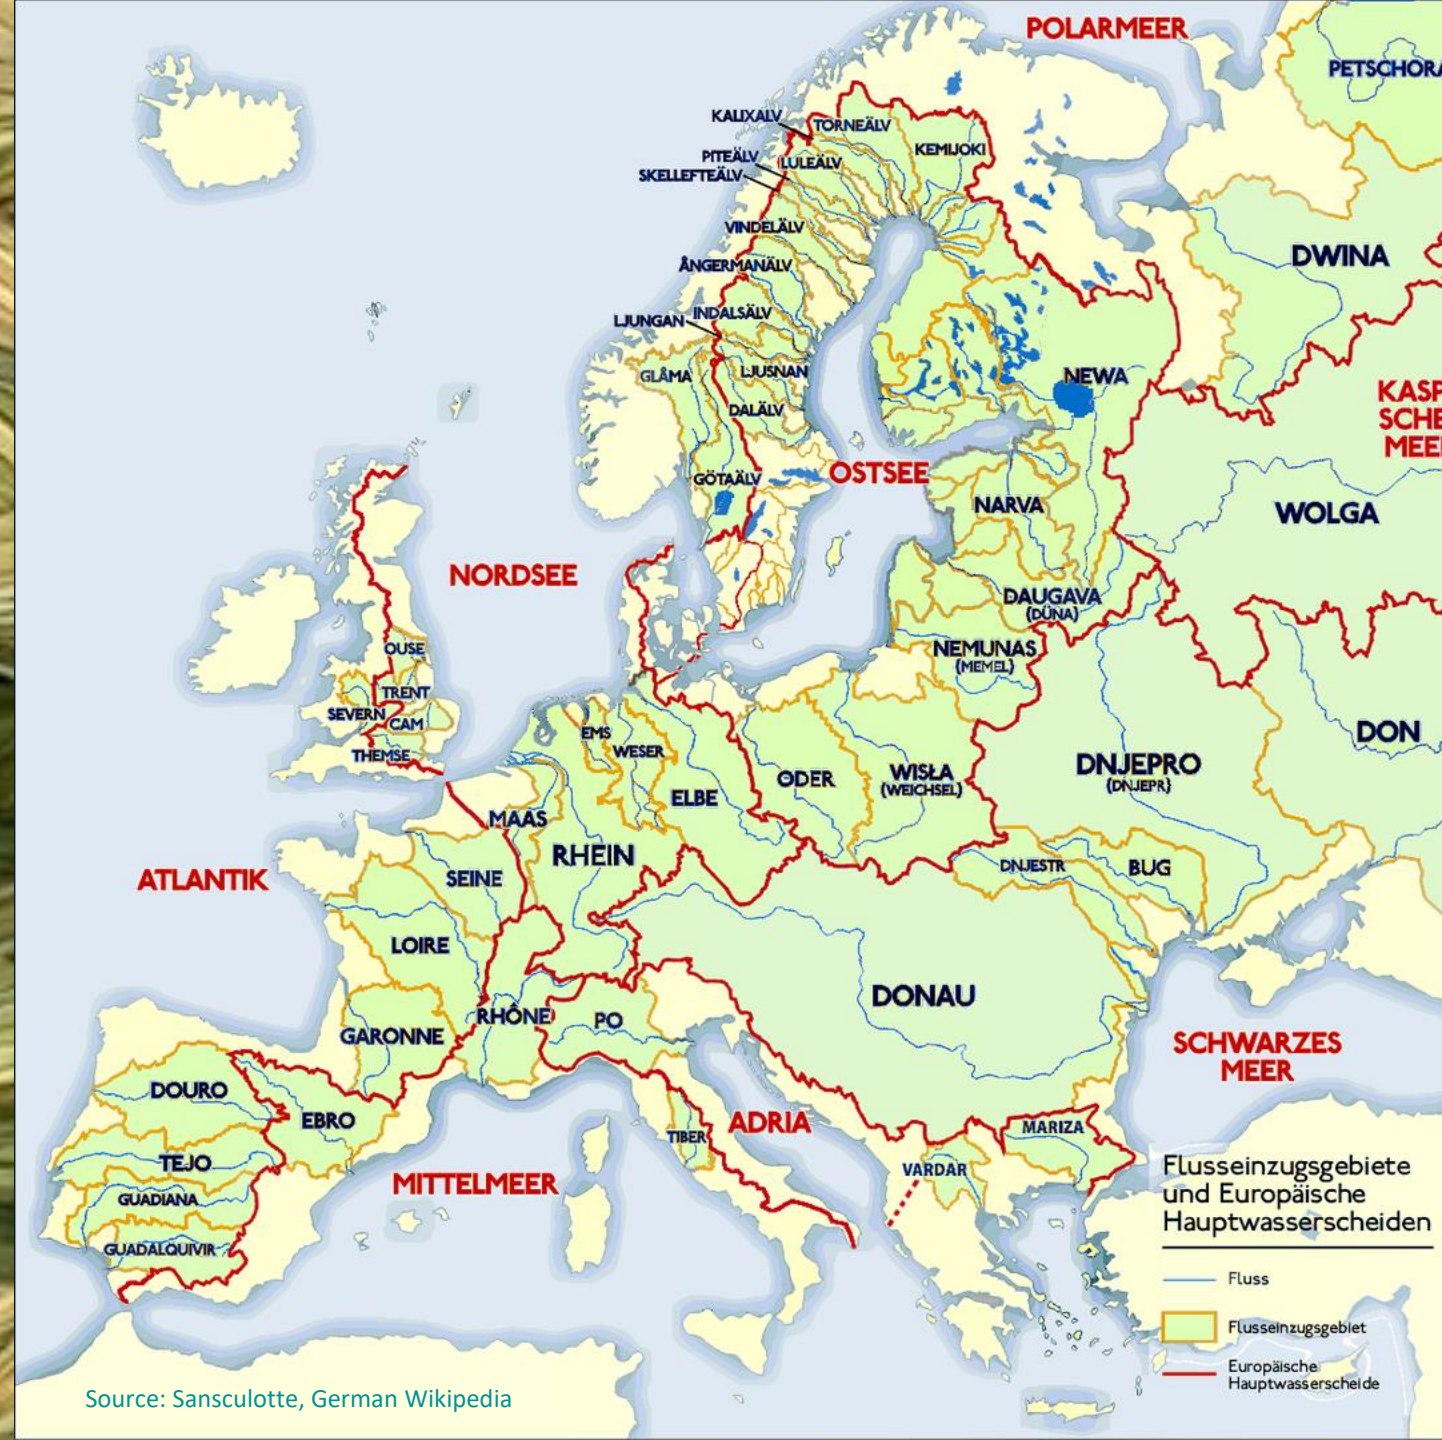 POLARMEER
KALIXÄLV
TORNEÄLV
KEMIJOKI
PITEÄLV
LULEÄLV
SKELLEFTEÄLV
VINDELÄLV
DWINA
ÅNGERMANÄLV
INDALSÄLV
LJUNGAN
GLÅMA
LJUSNAN
NEWA
DALÄLV
OSTSEE
GÖTAÄLV
NARVA
WOLGA
NORDSEE
DAUGAVA
(DÜNA)
OUSE
NEMUNAS
(MEMEL)
TRENT
SEVERN
CAM
DON
EMS
THEMSE
WESER
DNJEPRO
(DNJEPR)
ODER
WISŁA
(WEICHSEL)
ELBE
MAAS
RHEIN
DNJESTR
BUG
ATLANTIK
SEINE
LOIRE
DONAU
RHÔNE
PO
GARONNE
SCHWARZES
MEER
DOURO
EBRO
ADRIA
MARIZA
TIBER
TEJO
MITTELMEER
VARDAR
GUADIANA
GUADALQUIVIR
Flusseinzugsgebiete
und Europäische
Hauptwasserscheiden
Fluss
Flusseinzugsgebiet
Europäische
Hauptwasserscheide
Source: Sansculotte, German Wikipedia